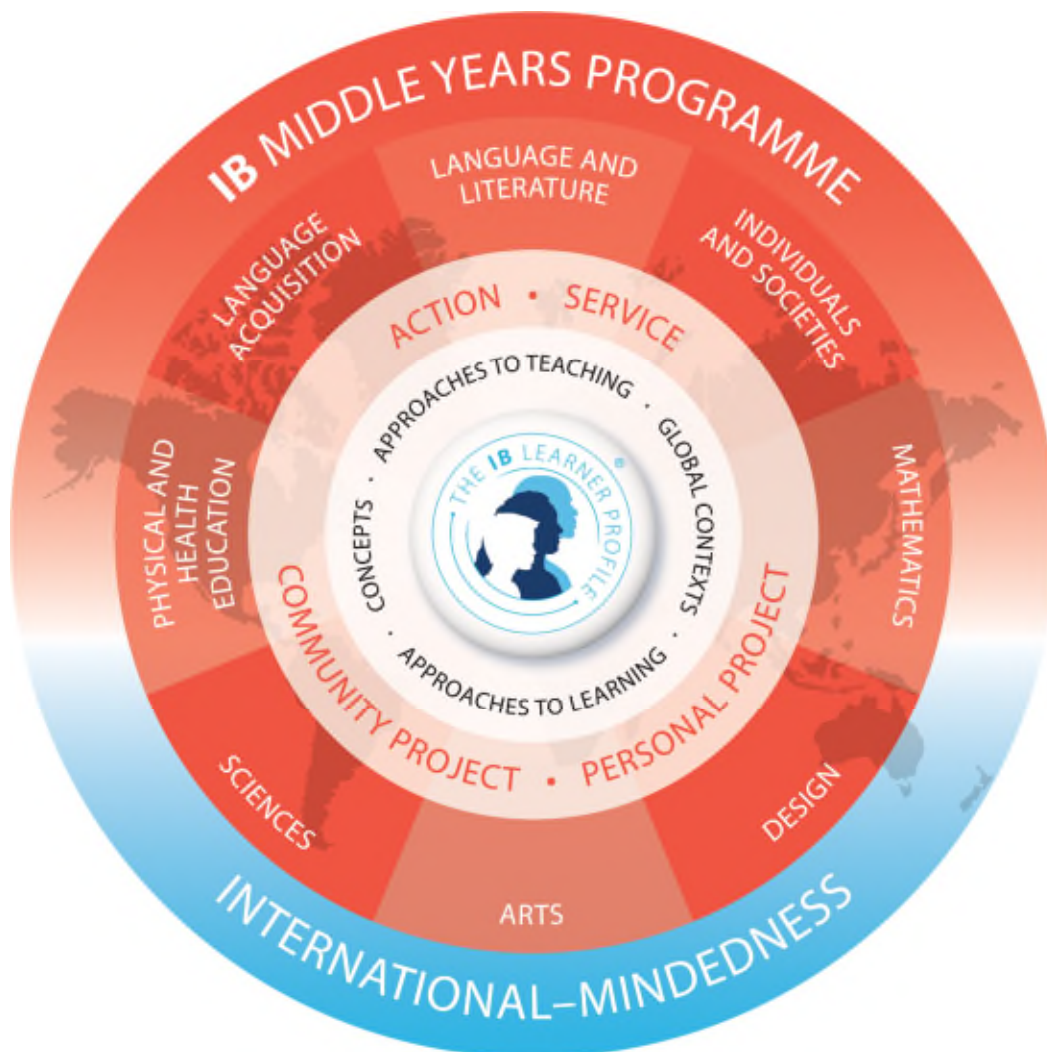 IB MIDDLE YEARS PROGRAMME
LANGUAGE AND
LITERATURE
INDIVIDUALS
AND SOCIETIES
MATHEMATICS
DESIGN
ARTS
SCIENCES
PHYSICAL AND
HEALTH
EDUCATION
LANGUAGE
ACQUISITION
ACTION • SERVICE
PERSONAL PROJECT • COMMUNITY PROJECT
APPROACHES TO TEACHING • GLOBAL CONTEXTS • APPROACHES TO LEARNING • CONCEPTS •
• THE IB LEARNER PROFILE •
®
INTERNATIONAL–MINDEDNESS